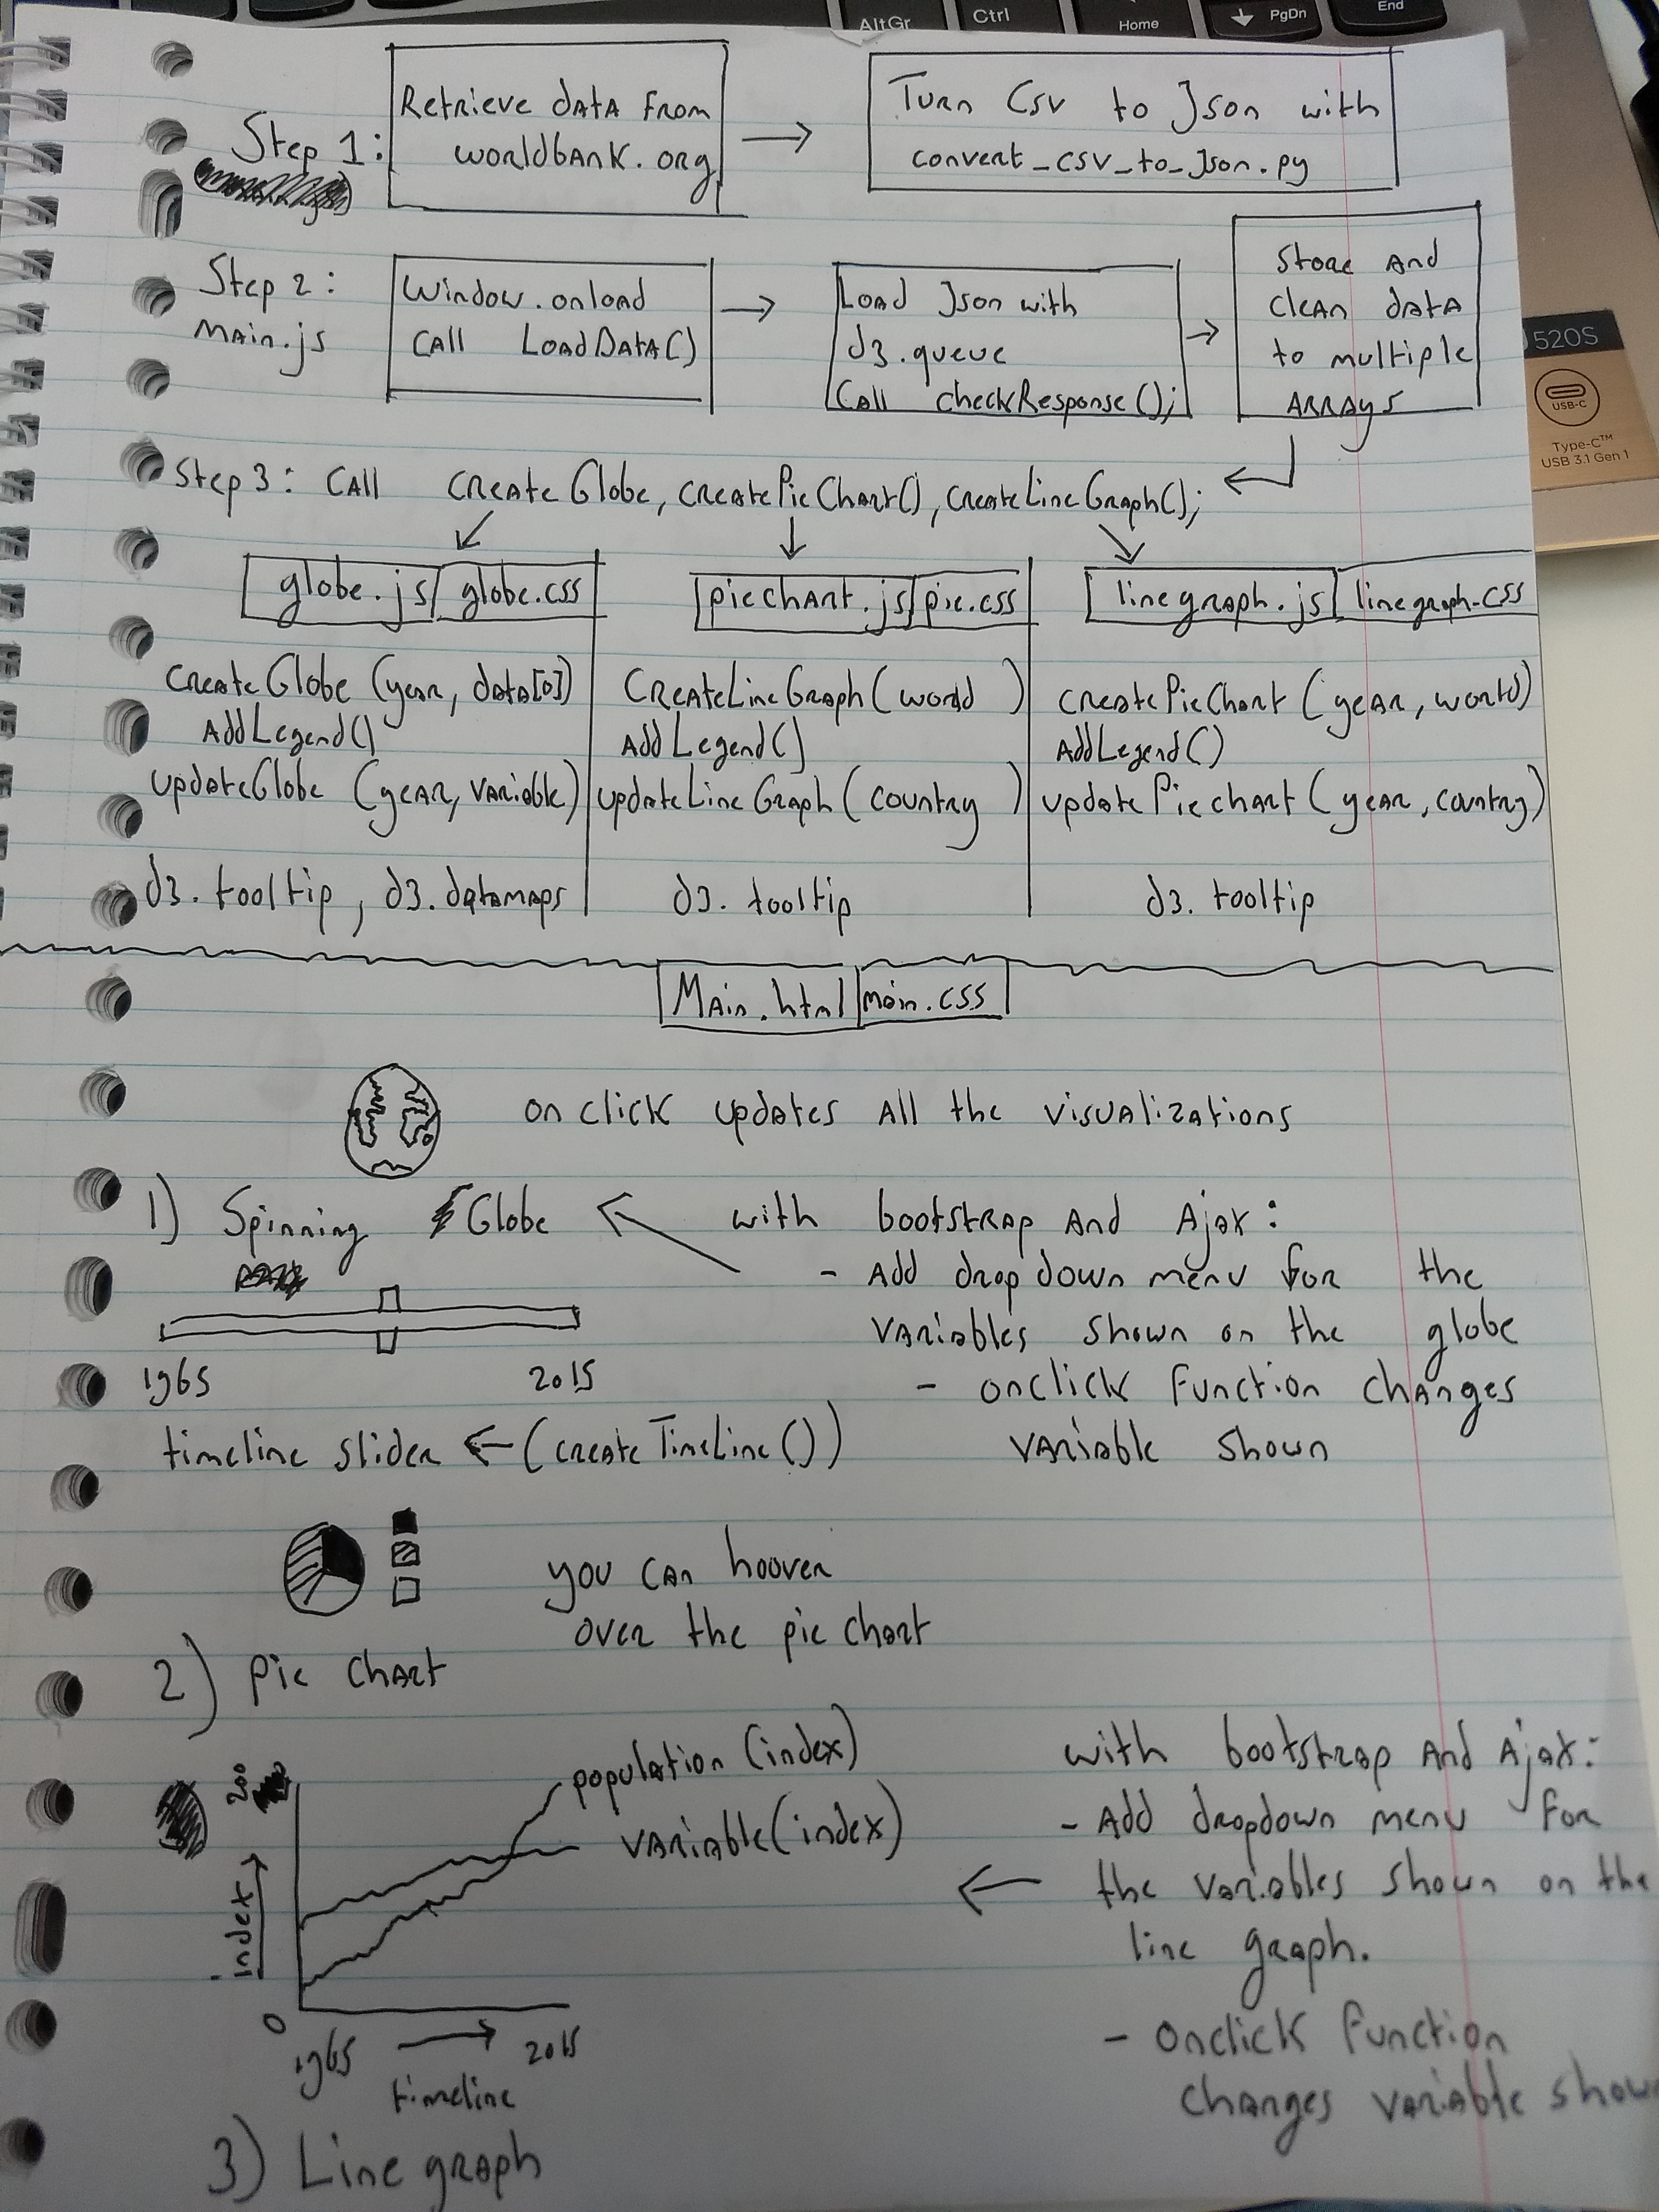 AltGr
Ctrl
Home
PgDn
End
Step 1:
Retrieve data from
worldbank.org
Turn Csv to Json with
convert_csv_to_Json.py
Step 2:
Main.js
Window.onload
call LoadData()
Load Json with
d3.queue
Call checkResponse();
Store and
clean data
to multiple
arrays
520S
USB-C
Type-C™
USB 3.1 Gen 1
Step 3: Call createGlobe, createPieChart(), createLineGraph();
globe.js globe.css
piechart.js pie.css
linegraph.js linegraph.css
createGlobe (year, data[0])
AddLegend()
updateGlobe (year, variable)
d3.tooltip, d3.datamaps
CreateLineGraph (world )
AddLegend()
updateLineGraph (country )
d3.tooltip
createPieChart (year, world)
AddLegend()
updatePiechart (year, country)
d3.tooltip
Main.html main.css
on click updates all the visualizations
1) Spinning Globe
with bootstrap and Ajax:
- Add dropdown menu for the
variables shown on the globe
- onclick function changes
variable shown
1965 2015
timeline slider ← (createTimeLine())
you can hoover
over the pie chart
2) pie chart
200
index
0
1965 → 2015
timeline
population (index)
variable (index)
with bootstrap and Ajax:
- Add dropdown menu for
the variables shown on the
line graph.
- onclick function
changes variable show
3) Line graph